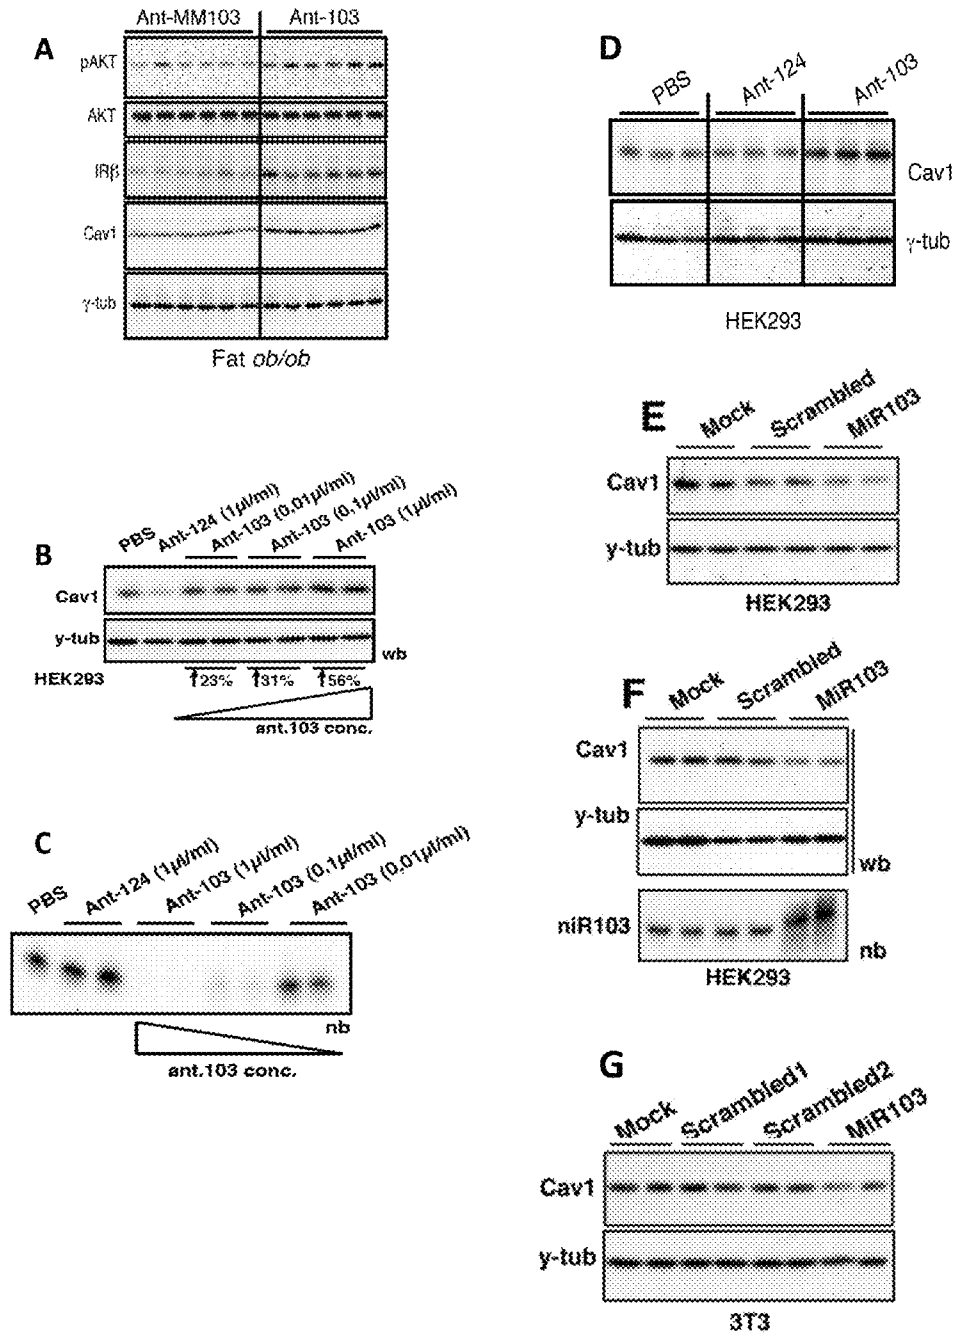 A
Ant-MM103 Ant-103
pAKT
AKT
IRβ
Cav1
γ-tub
Fat ob/ob
B
PBS
Ant-124 (1µl/ml)
Ant-103 (0,01µl/ml)
Ant-103 (0,1µl/ml)
Ant-103 (1µl/ml)
Cav1
y-tub
wb
HEK293
↑23% ↑31% ↑56%
ant.103 conc.
C
PBS
Ant-124 (1µl/ml)
Ant-103 (1µl/ml)
Ant-103 (0,1µl/ml)
Ant-103 (0,01µl/ml)
nb
ant.103 conc.
D
PBS
Ant-124
Ant-103
Cav1
γ-tub
HEK293
E
Mock
Scrambled
MiR103
Cav1
y-tub
HEK293
F
Mock
Scrambled
MiR103
Cav1
y-tub
wb
niR103
nb
HEK293
G
Mock
Scrambled1
Scrambled2
MiR103
Cav1
y-tub
3T3